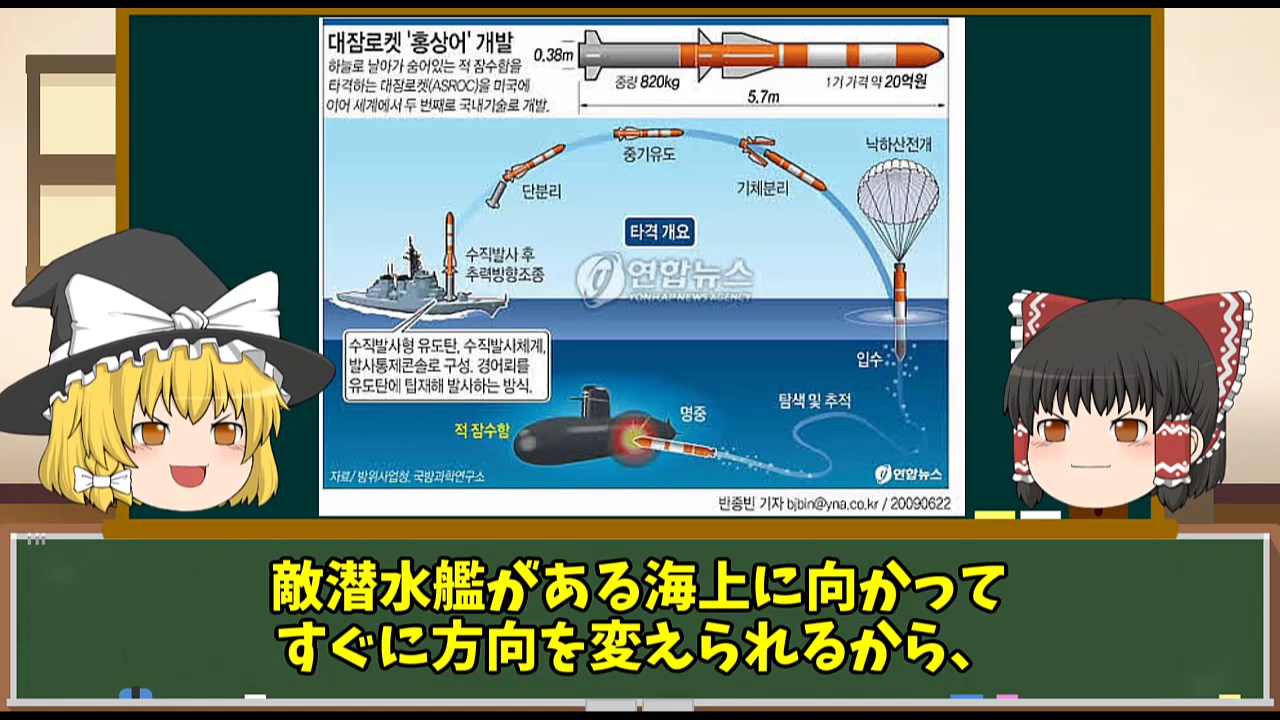 대잠로켓 '홍상어' 개발
하늘로 날아가 숨어있는 적 잠수함을
타격하는 대잠로켓(ASROC)을 미국에
이어 세계에서 두 번째로 국내기술로 개발.
0.38m
중량 820kg
1기 가격 약 20억원
5.7m
중기유도
낙하산전개
단분리
기체분리
타격 개요
수직발사 후
추력방향조종
연합뉴스
YONHAP NEWS AGENCY
수직발사형 유도탄, 수직발사체계,
발사통제콘솔로 구성. 경어뢰를
유도탄에 탑재해 발사하는 방식.
입수
탐색 및 추적
명중
적 잠수함
자료/ 방위사업청, 국방과학연구소
연합뉴스
반종빈 기자 bjbin@yna.co.kr / 20090622
敵潜水艦がある海上に向かって
すぐに方向を変えられるから、